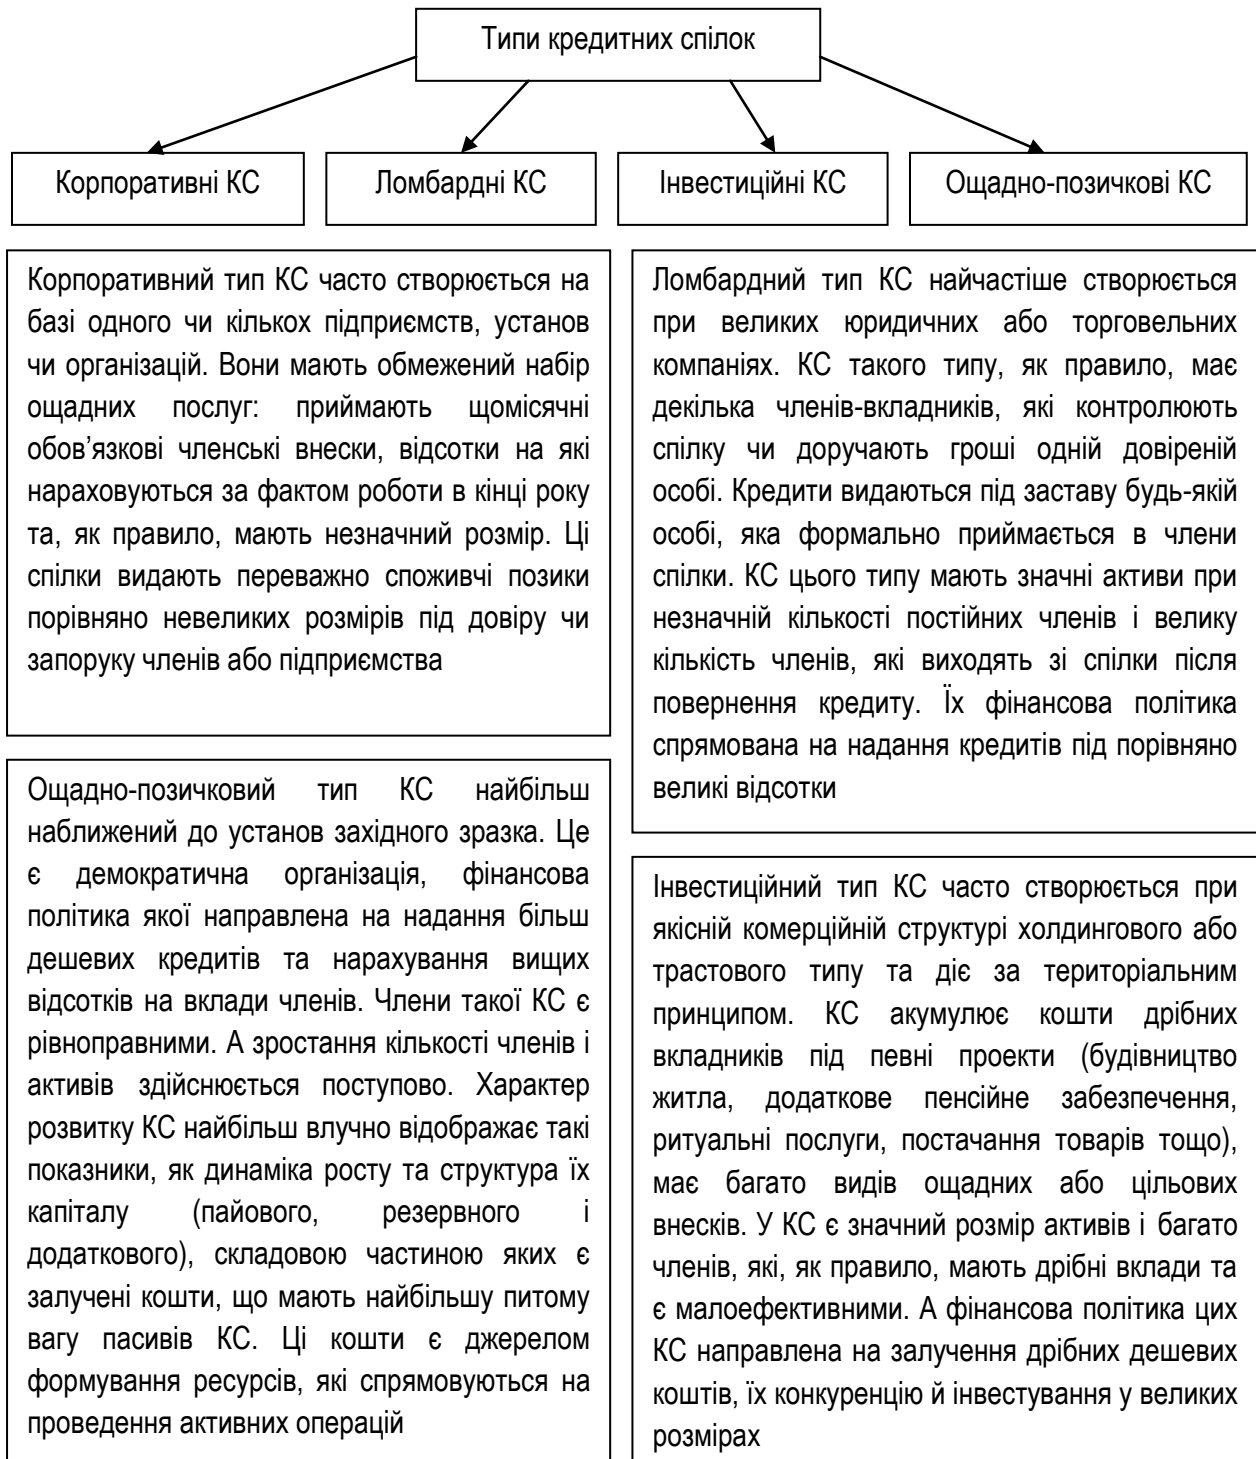 Типи кредитних спілок
Корпоративні КС
Ломбардні КС
Інвестиційні КС
Ощадно-позичкові КС
Корпоративний тип КС часто створюється на
базі одного чи кількох підприємств, установ
чи організацій. Вони мають обмежений набір
ощадних послуг: приймають щомісячні
обов’язкові членські внески, відсотки на які
нараховуються за фактом роботи в кінці року
та, як правило, мають незначний розмір. Ці
спілки видають переважно споживчі позики
порівняно невеликих розмірів під довіру чи
запоруку членів або підприємства
Ломбардний тип КС найчастіше створюється
при великих юридичних або торговельних
компаніях. КС такого типу, як правило, має
декілька членів-вкладників, які контролюють
спілку чи доручають гроші одній довіреній
особі. Кредити видаються під заставу будь-якій
особі, яка формально приймається в члени
спілки. КС цього типу мають значні активи при
незначній кількості постійних членів і велику
кількість членів, які виходять зі спілки після
повернення кредиту. Їх фінансова політика
спрямована на надання кредитів під порівняно
великі відсотки
Ощадно-позичковий тип КС найбільш
наближений до установ західного зразка. Це
є демократична організація, фінансова
політика якої направлена на надання більш
дешевих кредитів та нарахування вищих
відсотків на вклади членів. Члени такої КС є
рівноправними. А зростання кількості членів і
активів здійснюється поступово. Характер
розвитку КС найбільш влучно відображає такі
показники, як динаміка росту та структура їх
капіталу (пайового, резервного і
додаткового), складовою частиною яких є
залучені кошти, що мають найбільшу питому
вагу пасивів КС. Ці кошти є джерелом
формування ресурсів, які спрямовуються на
проведення активних операцій
Інвестиційний тип КС часто створюється при
якісній комерційній структурі холдингового або
трастового типу та діє за територіальним
принципом. КС акумулює кошти дрібних
вкладників під певні проекти (будівництво
житла, додаткове пенсійне забезпечення,
ритуальні послуги, постачання товарів тощо),
має багато видів ощадних або цільових
внесків. У КС є значний розмір активів і багато
членів, які, як правило, мають дрібні вклади та
є малоефективними. А фінансова політика цих
КС направлена на залучення дрібних дешевих
коштів, їх конкуренцію й інвестування у великих
розмірах